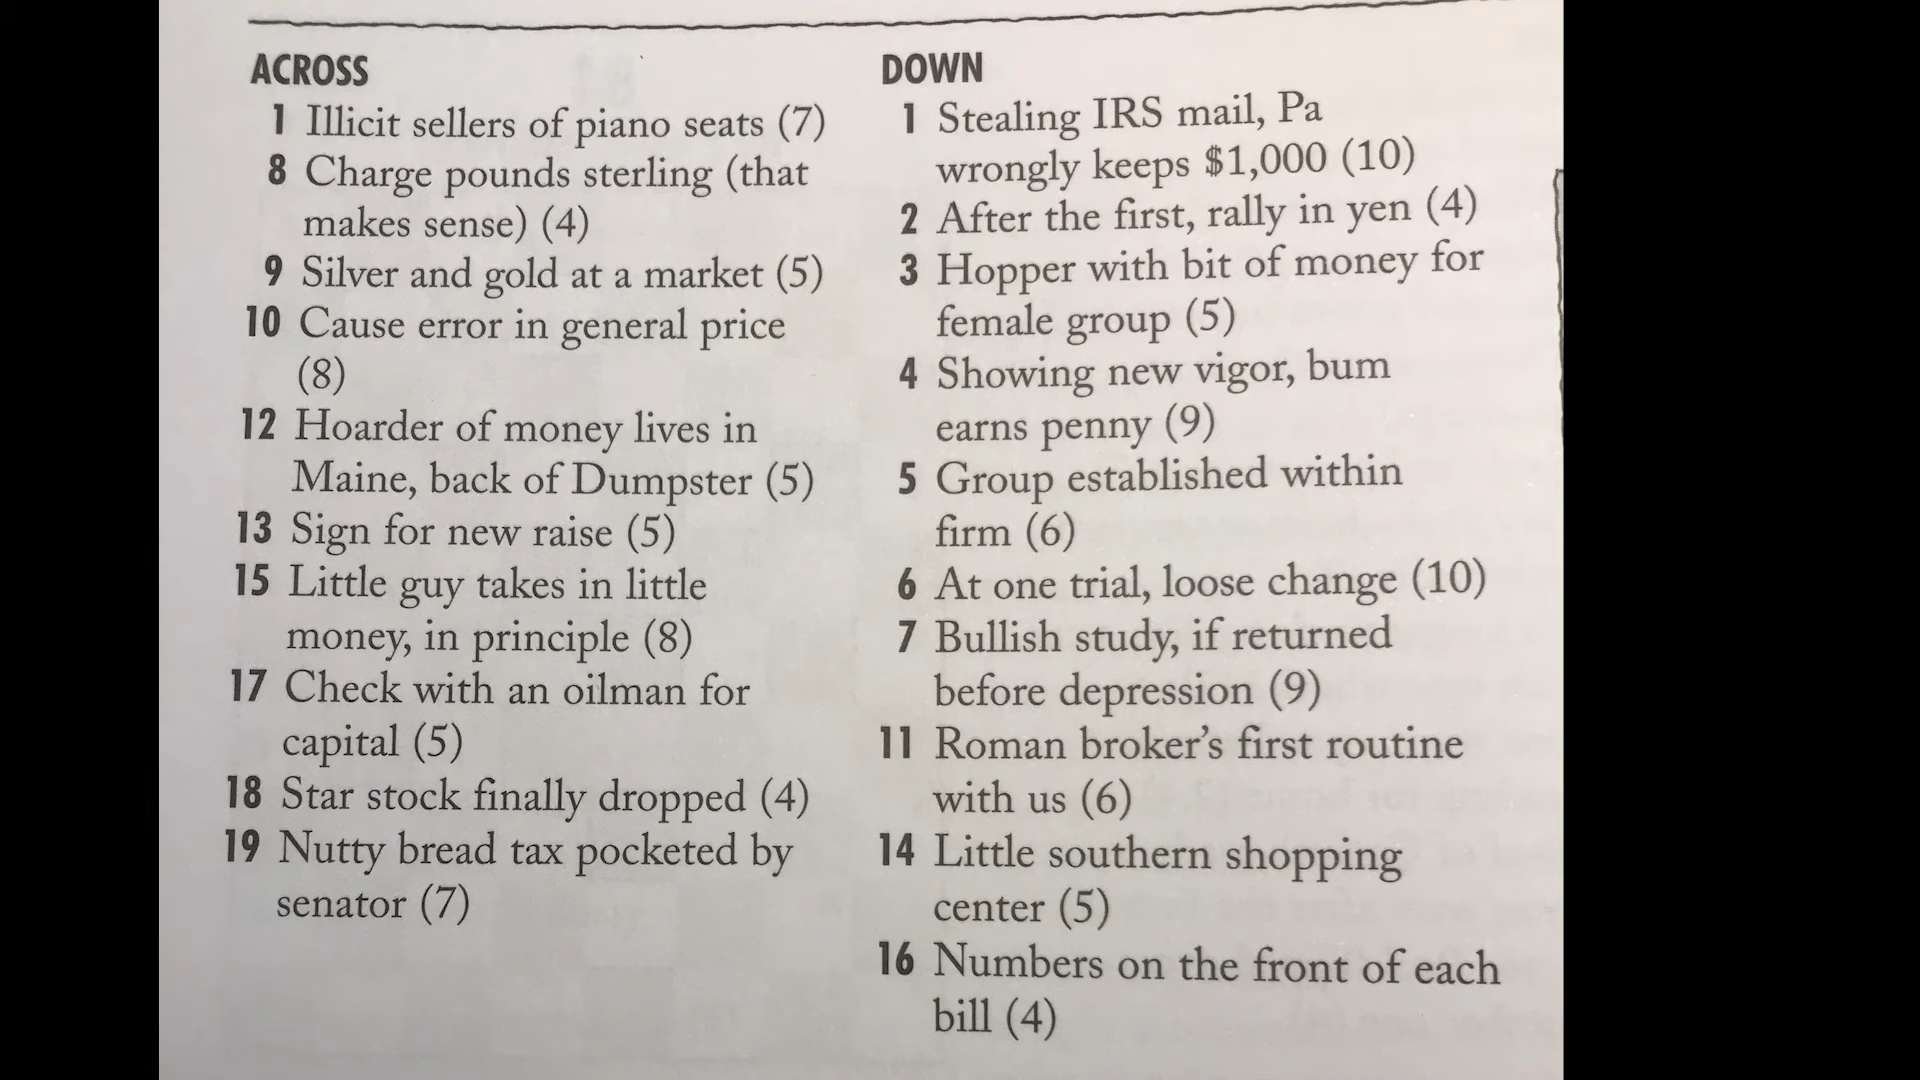 ACROSS
1 Illicit sellers of piano seats (7)
8 Charge pounds sterling (that
makes sense) (4)
9 Silver and gold at a market (5)
10 Cause error in general price
(8)
12 Hoarder of money lives in
Maine, back of Dumpster (5)
13 Sign for new raise (5)
15 Little guy takes in little
money, in principle (8)
17 Check with an oilman for
capital (5)
18 Star stock finally dropped (4)
19 Nutty bread tax pocketed by
senator (7)
DOWN
1 Stealing IRS mail, Pa
wrongly keeps $1,000 (10)
2 After the first, rally in yen (4)
3 Hopper with bit of money for
female group (5)
4 Showing new vigor, bum
earns penny (9)
5 Group established within
firm (6)
6 At one trial, loose change (10)
7 Bullish study, if returned
before depression (9)
11 Roman broker's first routine
with us (6)
14 Little southern shopping
center (5)
16 Numbers on the front of each
bill (4)